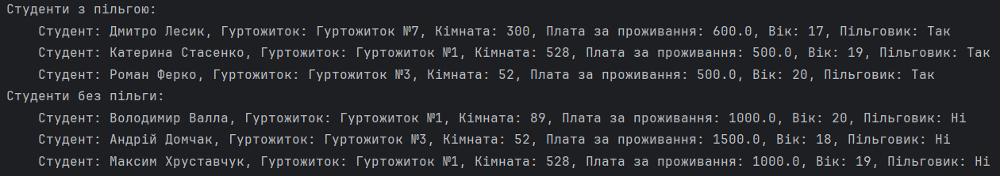 Студенти з пільгою:
Студент: Дмитро Лесик, Гуртожиток: Гуртожиток №7, Кімната: 300, Плата за проживання: 600.0, Вік: 17, Пільговик: Так
Студент: Катерина Стасенко, Гуртожиток: Гуртожиток №1, Кімната: 528, Плата за проживання: 500.0, Вік: 19, Пільговик: Так
Студент: Роман Ферко, Гуртожиток: Гуртожиток №3, Кімната: 52, Плата за проживання: 500.0, Вік: 20, Пільговик: Так
Студенти без пільги:
Студент: Володимир Валла, Гуртожиток: Гуртожиток №1, Кімната: 89, Плата за проживання: 1000.0, Вік: 20, Пільговик: Ні
Студент: Андрій Домчак, Гуртожиток: Гуртожиток №3, Кімната: 52, Плата за проживання: 1500.0, Вік: 18, Пільговик: Ні
Студент: Максим Хруставчук, Гуртожиток: Гуртожиток №1, Кімната: 528, Плата за проживання: 1000.0, Вік: 19, Пільговик: Ні